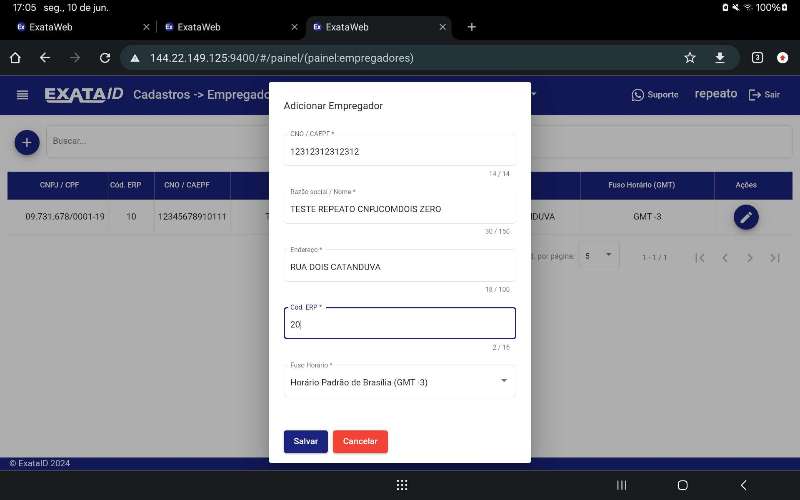 17:05 seg., 10 de jun.
100%
ExataWeb
ExataWeb
ExataWeb
144.22.149.125:9400/#/painel/(painel:empregadores)
3
EXATAID
Cadastros -> Empregado
Suporte
repeato
Sair
Buscar...
CNPJ / CPF
Cód. ERP
CNO / CAEPF
Fuso Horário (GMT)
Ações
09.731.678/0001-19
10
12345678910111
T
DUVA
GMT -3
por página:
5
1 - 1 / 1
Adicionar Empregador
CNO / CAEPF *
12312312312312
14 / 14
Razão social / Nome *
TESTE REPEATO CNPJCOMDOIS ZERO
30 / 150
Endereço *
RUA DOIS CATANDUVA
18 / 100
Cód. ERP *
20
2 / 16
Fuso Horário *
Horário Padrão de Brasília (GMT -3)
Salvar
Cancelar
© ExataID 2024